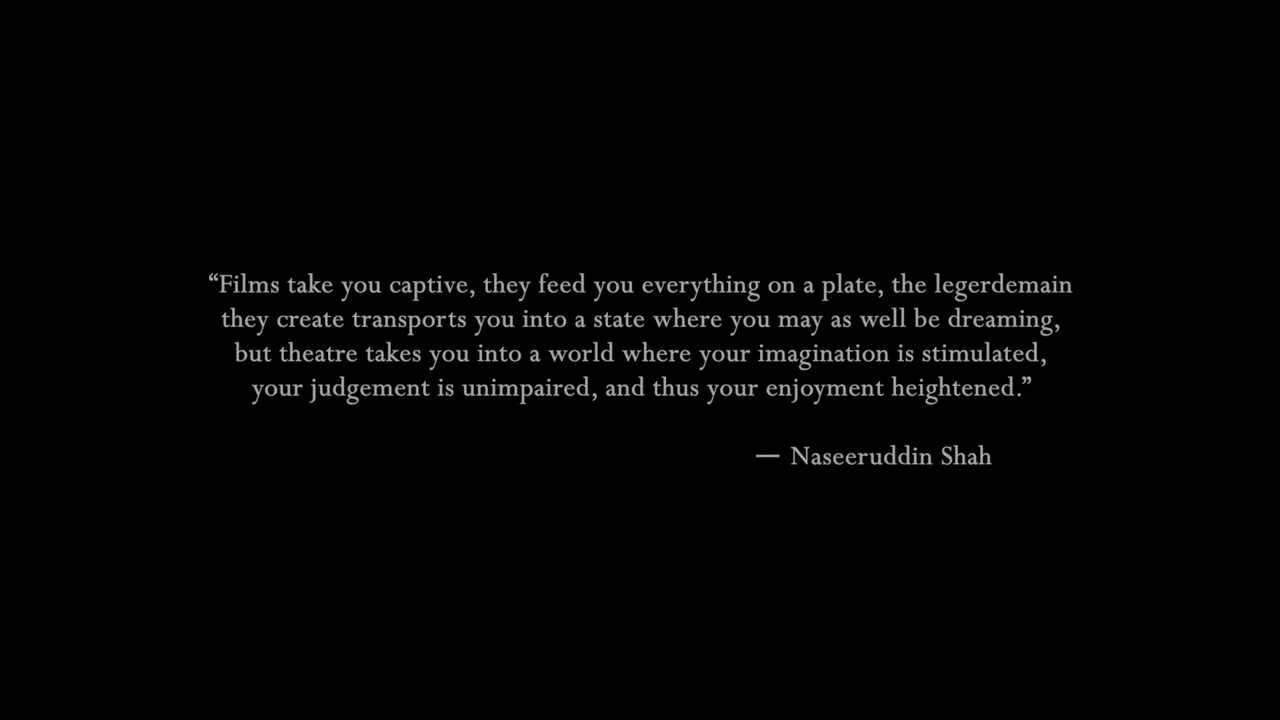 “Films take you captive, they feed you everything on a plate, the legerdemain
they create transports you into a state where you may as well be dreaming,
but theatre takes you into a world where your imagination is stimulated,
your judgement is unimpaired, and thus your enjoyment heightened.”
— Naseeruddin Shah